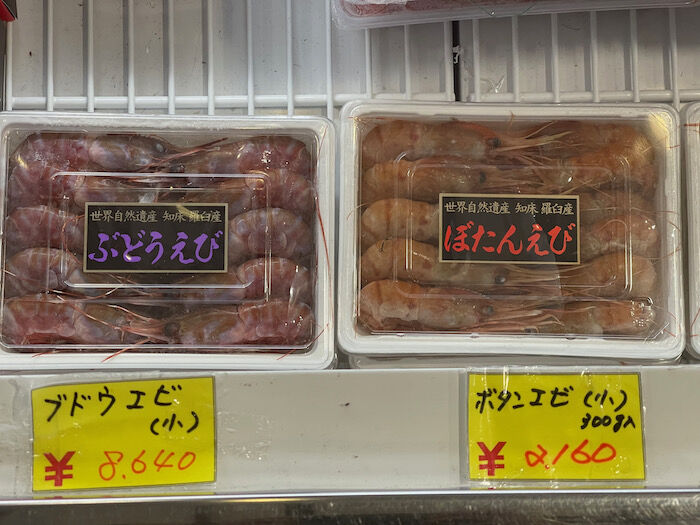 世界自然遺産 知床 羅臼産
ぶどうえび
世界自然遺産 知床 羅臼産
ぼたんえび
ブドウエビ
(小)
¥ 8.640
ボタンエビ(小)
300g入
¥ 2.160